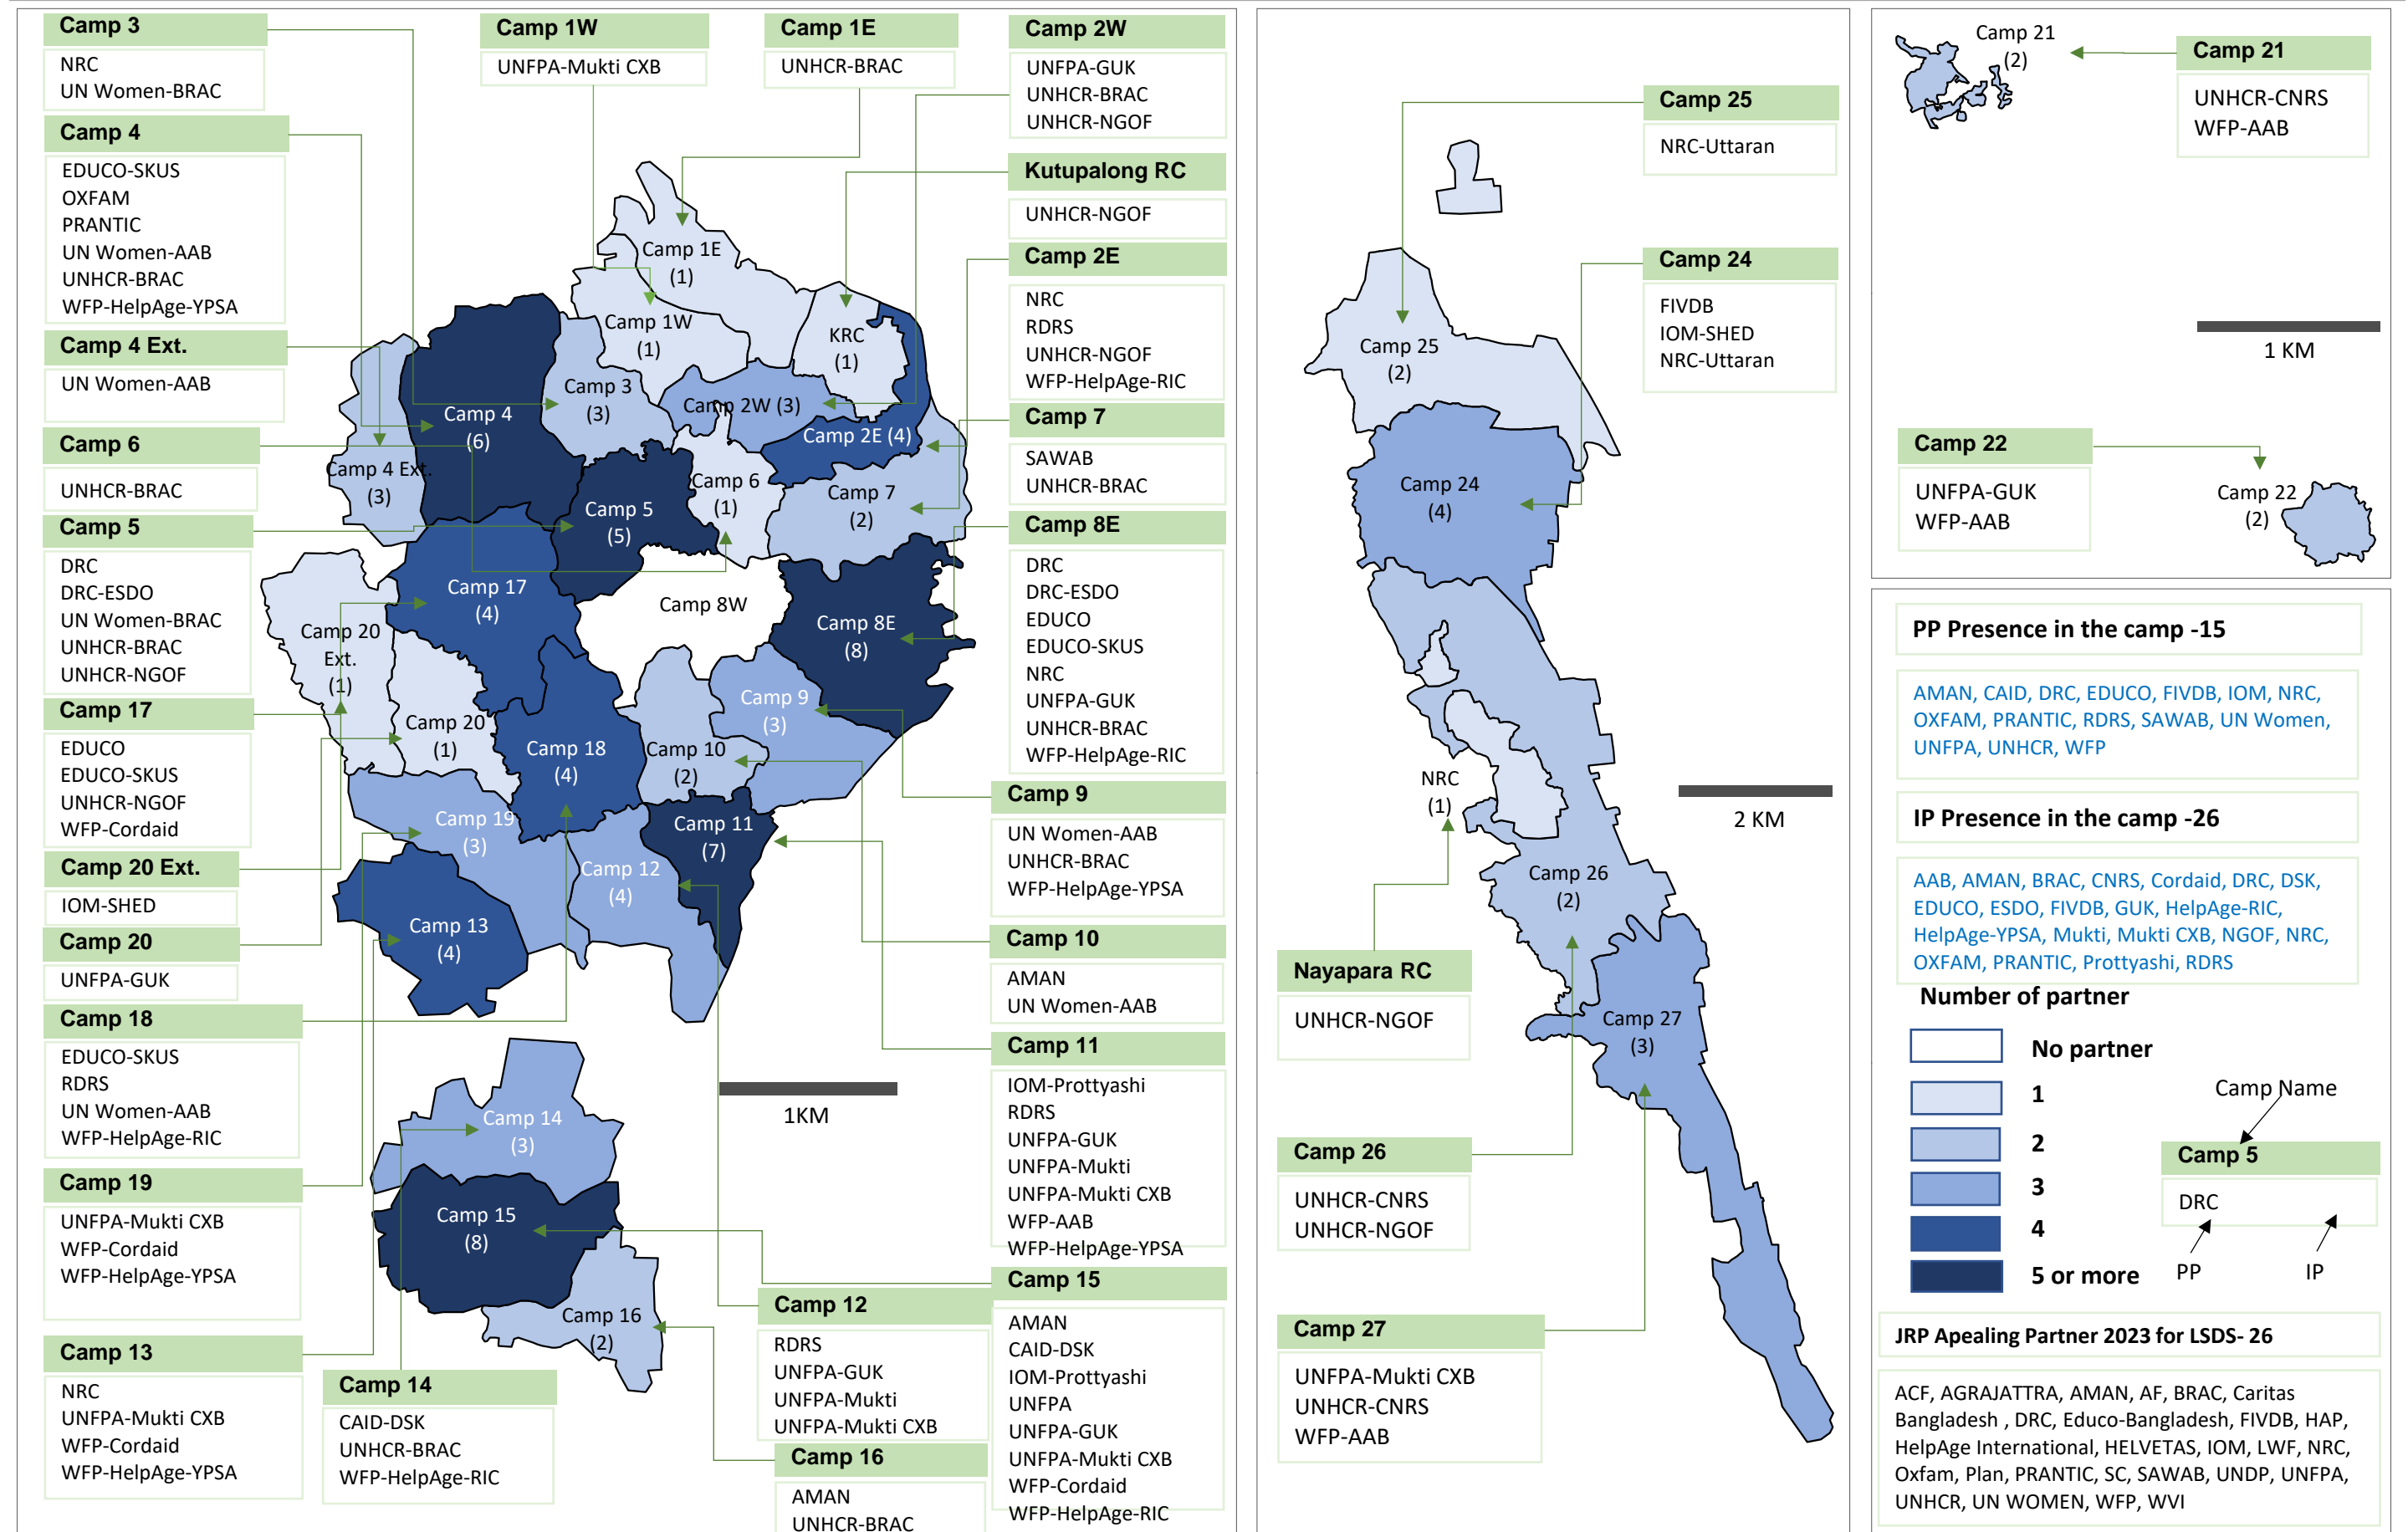 Camp 3
NRC
UN Women-BRAC
Camp 4
EDUCO-SKUS
OXFAM
PRANTIC
UN Women-AAB
UNHCR-BRAC
WFP-HelpAge-YPSA
Camp 4 Ext.
UN Women-AAB
Camp 6
UNHCR-BRAC
Camp 5
DRC
DRC-ESDO
UN Women-BRAC
UNHCR-BRAC
UNHCR-NGOF
Camp 17
EDUCO
EDUCO-SKUS
UNHCR-NGOF
WFP-Cordaid
Camp 20 Ext.
IOM-SHED
Camp 20
UNFPA-GUK
Camp 18
EDUCO-SKUS
RDRS
UN Women-AAB
WFP-HelpAge-RIC
Camp 19
UNFPA-Mukti CXB
WFP-Cordaid
WFP-HelpAge-YPSA
Camp 13
NRC
UNFPA-Mukti CXB
WFP-Cordaid
WFP-HelpAge-YPSA
Camp 14
CAID-DSK
UNHCR-BRAC
WFP-HelpAge-RIC
Camp 1W
UNFPA-Mukti CXB
Camp 1E
UNHCR-BRAC
Camp 2W
UNFPA-GUK
UNHCR-BRAC
UNHCR-NGOF
Kutupalong RC
UNHCR-NGOF
Camp 2E
NRC
RDRS
UNHCR-NGOF
WFP-HelpAge-RIC
Camp 7
SAWAB
UNHCR-BRAC
Camp 8E
DRC
DRC-ESDO
EDUCO
EDUCO-SKUS
NRC
UNFPA-GUK
UNHCR-BRAC
WFP-HelpAge-RIC
Camp 9
UN Women-AAB
UNHCR-BRAC
WFP-HelpAge-YPSA
Camp 10
AMAN
UN Women-AAB
Camp 11
IOM-Prottyashi
RDRS
UNFPA-GUK
UNFPA-Mukti
UNFPA-Mukti CXB
WFP-AAB
WFP-HelpAge-YPSA
Camp 15
AMAN
CAID-DSK
IOM-Prottyashi
UNFPA
UNFPA-GUK
UNFPA-Mukti CXB
WFP-Cordaid
WFP-HelpAge-RIC
Camp 12
RDRS
UNFPA-GUK
UNFPA-Mukti
UNFPA-Mukti CXB
Camp 16
AMAN
UNHCR-BRAC
Camp 1E
(1)
Camp 1W
(1)
KRC
(1)
Camp 3
(3)
Camp 2W (3)
Camp 4
(6)
Camp 2E (4)
Camp 4 Ext.
(3)
Camp 6
(1)
Camp 7
(2)
Camp 5
(5)
Camp 17
(4)
Camp 8W
Camp 8E
(8)
Camp 20
Ext.
(1)
Camp 20
(1)
Camp 9
(3)
Camp 18
(4)
Camp 10
(2)
Camp 19
(3)
Camp 11
(7)
Camp 12
(4)
Camp 13
(4)
1KM
Camp 14
(3)
Camp 15
(8)
Camp 16
(2)
Camp 25
NRC-Uttaran
Camp 24
FIVDB
IOM-SHED
NRC-Uttaran
Camp 25
(2)
Camp 24
(4)
NRC
(1)
2 KM
Camp 26
(2)
Nayapara RC
UNHCR-NGOF
Camp 27
(3)
Camp 26
UNHCR-CNRS
UNHCR-NGOF
Camp 27
UNFPA-Mukti CXB
UNHCR-CNRS
WFP-AAB
Camp 21
(2)
Camp 21
UNHCR-CNRS
WFP-AAB
1 KM
Camp 22
UNFPA-GUK
WFP-AAB
Camp 22
(2)
PP Presence in the camp -15
AMAN, CAID, DRC, EDUCO, FIVDB, IOM, NRC,
OXFAM, PRANTIC, RDRS, SAWAB, UN Women,
UNFPA, UNHCR, WFP
IP Presence in the camp -26
AAB, AMAN, BRAC, CNRS, Cordaid, DRC, DSK,
EDUCO, ESDO, FIVDB, GUK, HelpAge-RIC,
HelpAge-YPSA, Mukti, Mukti CXB, NGOF, NRC,
OXFAM, PRANTIC, Prottyashi, RDRS
Number of partner
No partner
1
2
3
4
5 or more
Camp Name
Camp 5
DRC
PP
IP
JRP Apealing Partner 2023 for LSDS- 26
ACF, AGRAJATTRA, AMAN, AF, BRAC, Caritas
Bangladesh , DRC, Educo-Bangladesh, FIVDB, HAP,
HelpAge International, HELVETAS, IOM, LWF, NRC,
Oxfam, Plan, PRANTIC, SC, SAWAB, UNDP, UNFPA,
UNHCR, UN WOMEN, WFP, WVI